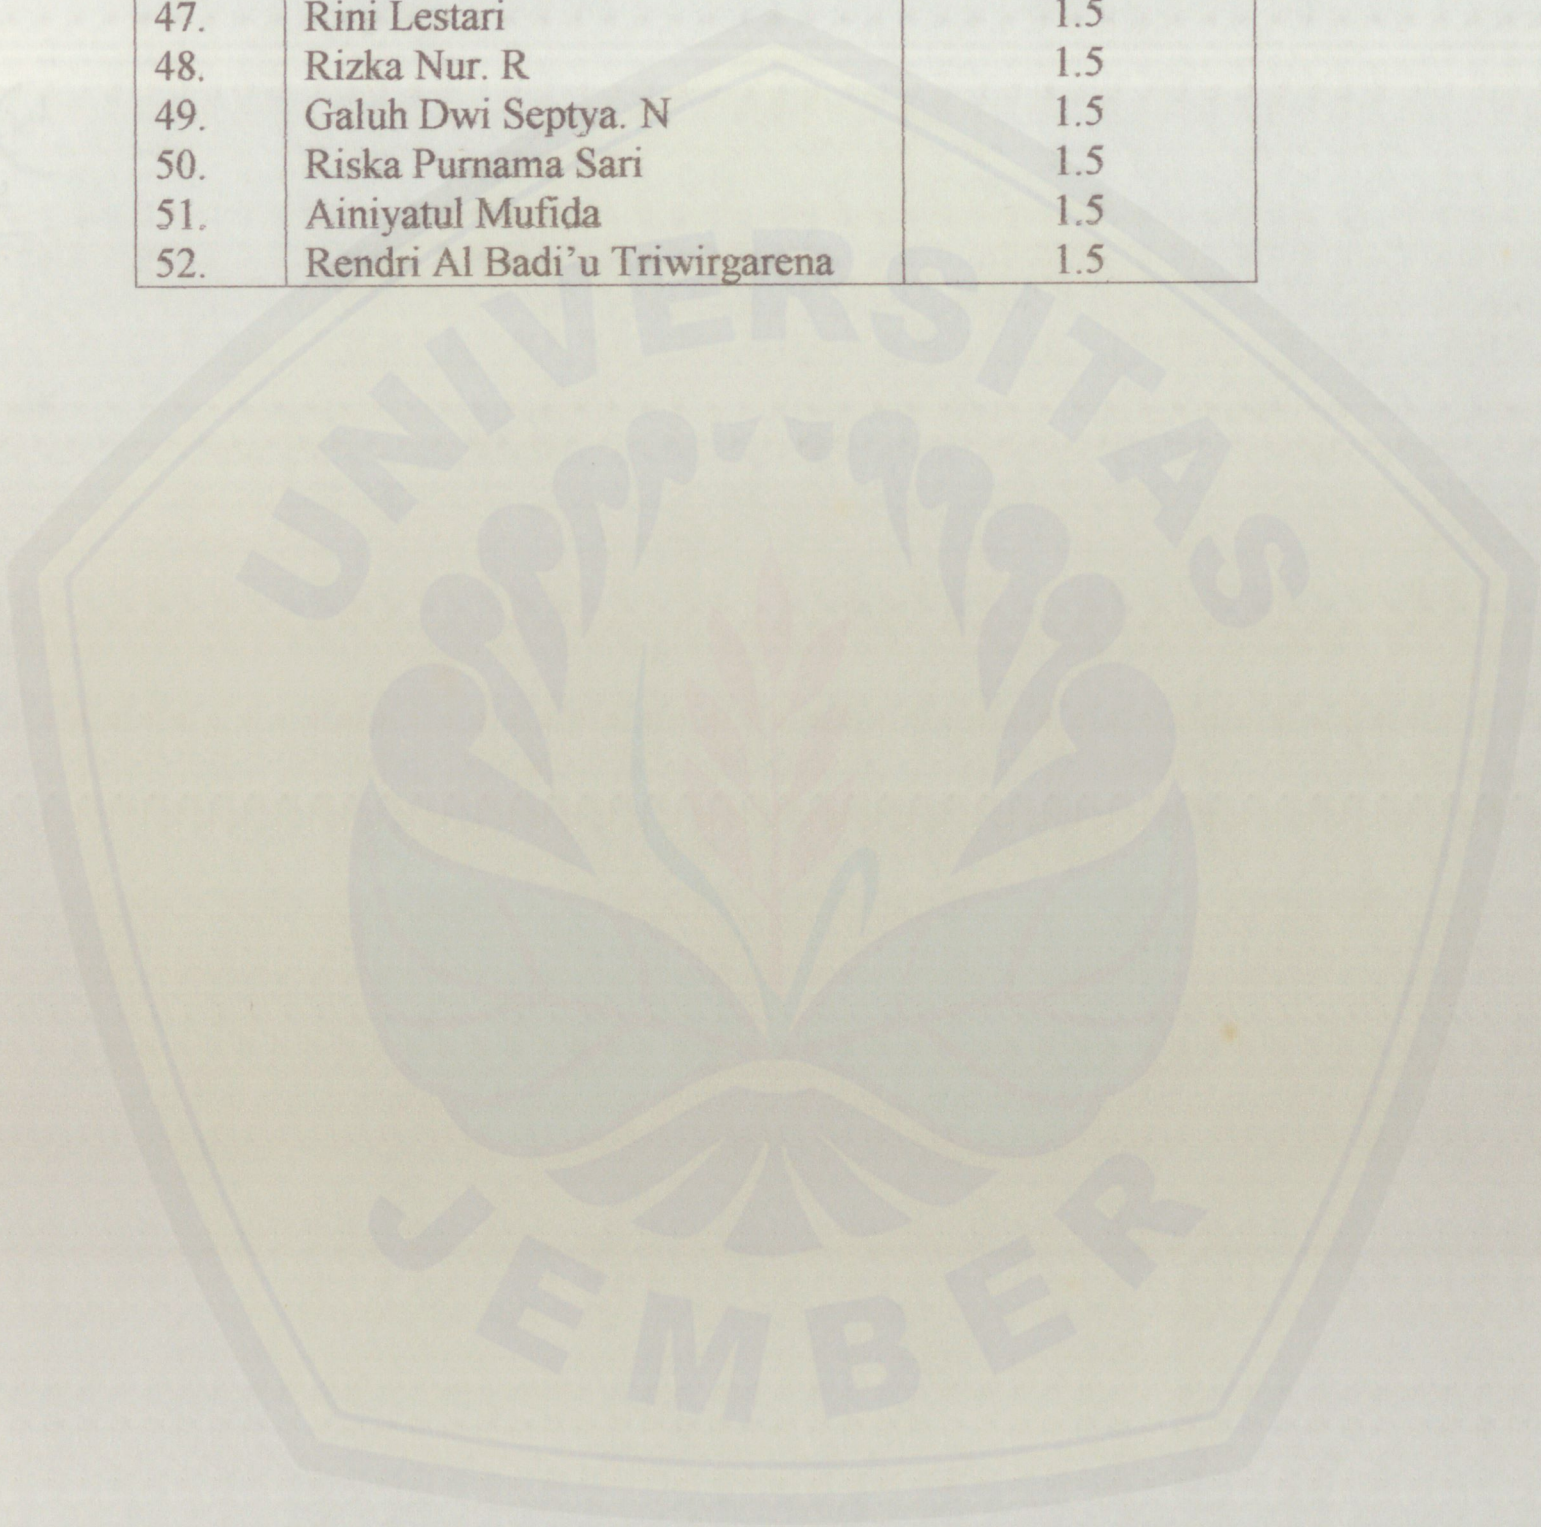 47. Rini Lestari 1.5
48. Rizka Nur. R 1.5
49. Galuh Dwi Septya. N 1.5
50. Riska Purnama Sari 1.5
51. Ainiyatul Mufida 1.5
52. Rendri Al Badi’u Triwirgarena 1.5
UNIVERSITAS
JEMBER